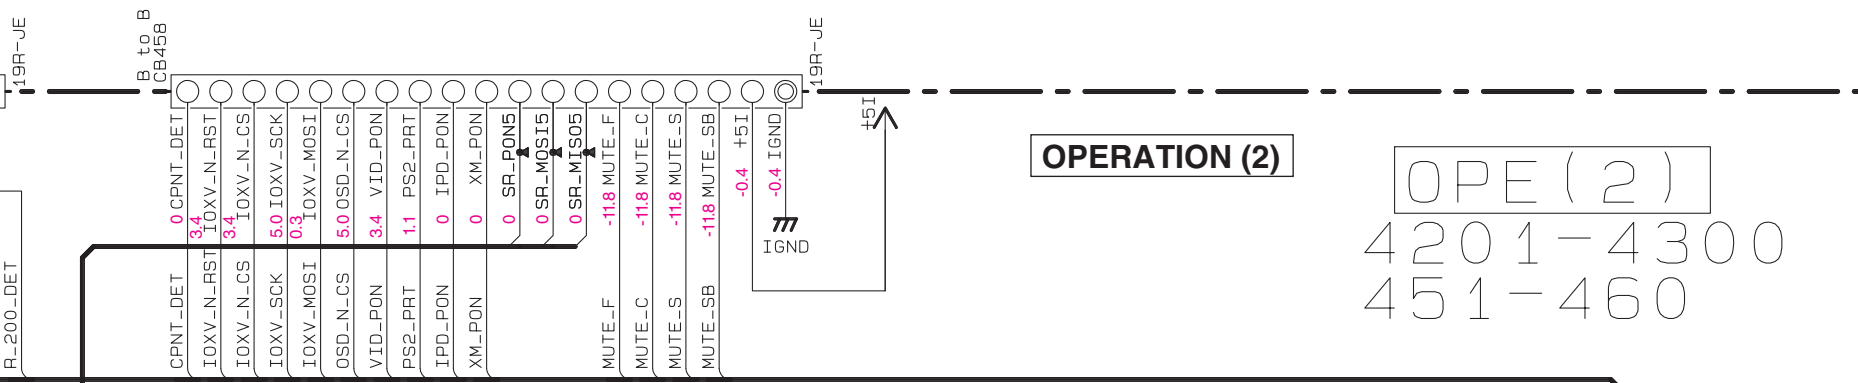 19R-JE
B to B
CB458
19R-JE
+5I
0 CPNT_DET
3.4 IOXV_N_RST
3.4 IOXV_N_CS
5.0 IOXV_SCK
0.3 IOXV_MOSI
5.0 OSD_N_CS
3.4 VID_PON
1.1 PS2_PRT
0 IPD_PON
0 XM_PON
0 SR_PON5
0 SR_MOSI5
0 SR_MISO5
-11.8 MUTE_F
-11.8 MUTE_C
-11.8 MUTE_S
-11.8 MUTE_SB
-0.4 +5I
-0.4 IGND
IGND
OPERATION (2)
OPE(2)
4201-4300
451-460
R_200_DET
CPNT_DET
IOXV_N_RST
IOXV_N_CS
IOXV_SCK
IOXV_MOSI
OSD_N_CS
VID_PON
PS2_PRT
IPD_PON
XM_PON
MUTE_F
MUTE_C
MUTE_S
MUTE_SB